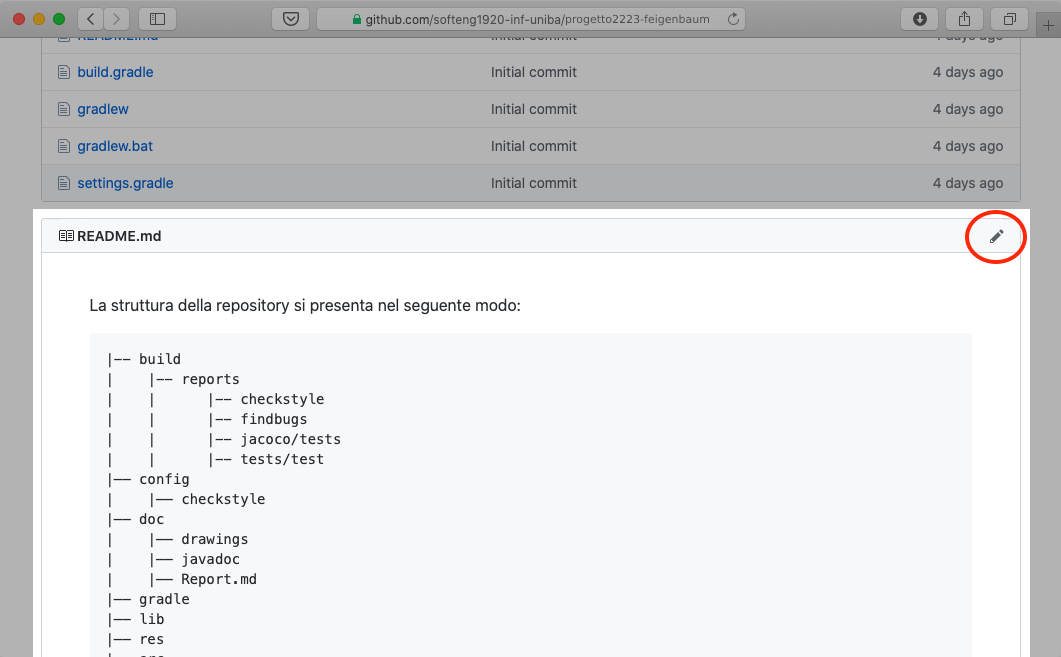 github.com/softeng1920-inf-uniba/progetto2223-feigenbaum
README.md Initial commit 4 days ago
build.gradle Initial commit 4 days ago
gradlew Initial commit 4 days ago
gradlew.bat Initial commit 4 days ago
settings.gradle Initial commit 4 days ago
README.md
La struttura della repository si presenta nel seguente modo:
|-- build
|    |-- reports
|    |      |-- checkstyle
|    |      |-- findbugs
|    |      |-- jacoco/tests
|    |      |-- tests/test
|–– config
|    |–– checkstyle
|–– doc
|    |–– drawings
|    |–– javadoc
|    |–– Report.md
|–– gradle
|–– lib
|–– res